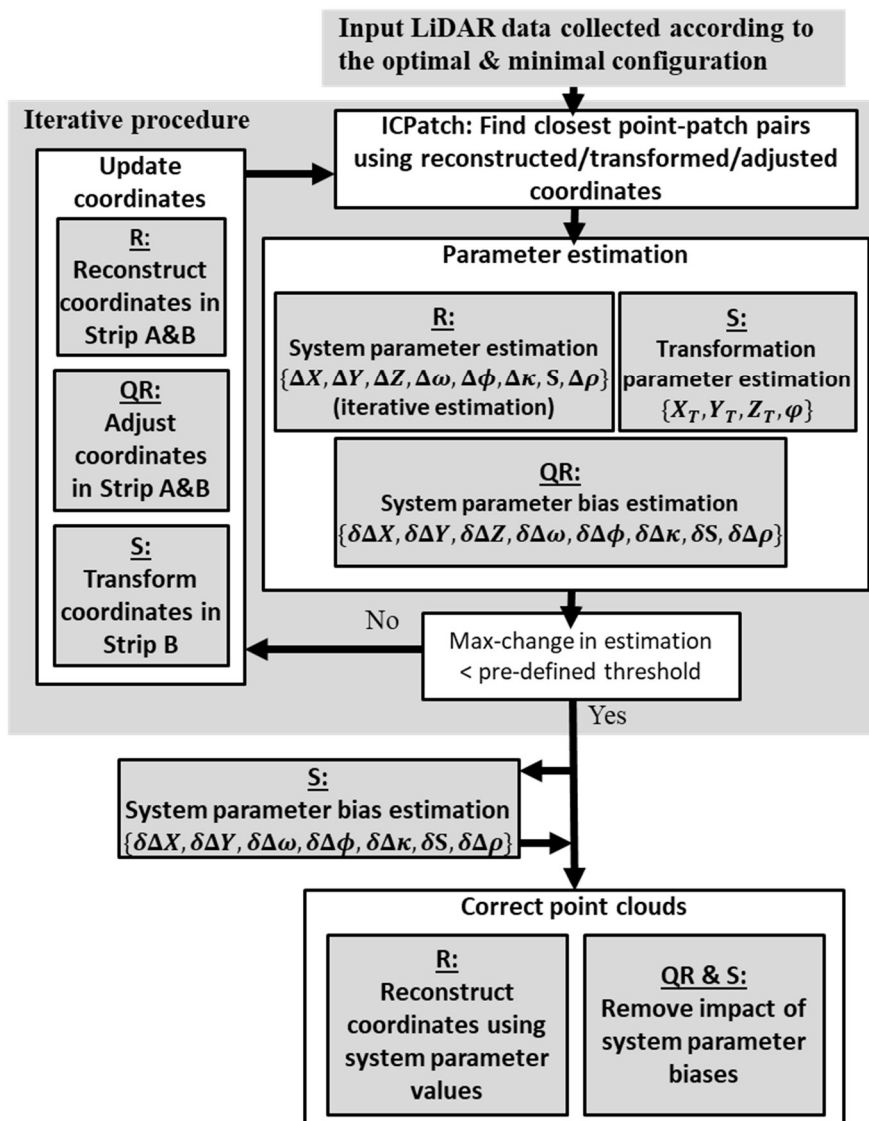 Input LiDAR data collected according to
the optimal & minimal configuration
Iterative procedure
ICPatch: Find closest point-patch pairs
using reconstructed/transformed/adjusted
coordinates
Update
coordinates
R:
Reconstruct
coordinates in
Strip A&B
QR:
Adjust
coordinates
in Strip A&B
S:
Transform
coordinates in
Strip B
Parameter estimation
R:
System parameter estimation
{ΔX, ΔY, ΔZ, Δω, Δϕ, Δκ, S, Δρ}
(iterative estimation)
S:
Transformation
parameter estimation
{X_T, Y_T, Z_T, φ}
QR:
System parameter bias estimation
{δΔX, δΔY, δΔZ, δΔω, δΔϕ, δΔκ, δS, δΔρ}
No
Max-change in estimation
< pre-defined threshold
Yes
S:
System parameter bias estimation
{δΔX, δΔY, δΔω, δΔϕ, δΔκ, δS, δΔρ}
Correct point clouds
R:
Reconstruct
coordinates using
system parameter
values
QR & S:
Remove impact of
system parameter
biases